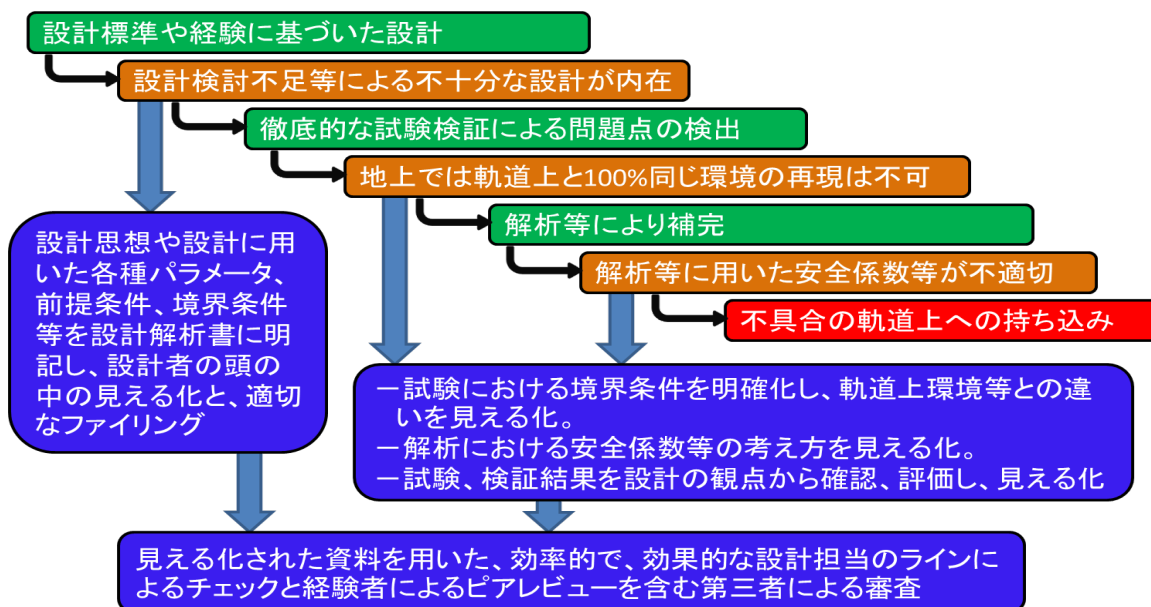 設計標準や経験に基づいた設計
設計検討不足等による不十分な設計が内在
徹底的な試験検証による問題点の検出
地上では軌道上と100%同じ環境の再現は不可
解析等により補完
解析等に用いた安全係数等が不適切
不具合の軌道上への持ち込み
設計思想や設計に用
いた各種パラメータ、
前提条件、境界条件
等を設計解析書に明
記し、設計者の頭の
中の見える化と、適切
なファイリング
－試験における境界条件を明確化し、軌道上環境等との違
いを見える化。
－解析における安全係数等の考え方を見える化。
－試験、検証結果を設計の観点から確認、評価し、見える化
見える化された資料を用いた、効率的で、効果的な設計担当のラインに
よるチェックと経験者によるピアレビューを含む第三者による審査